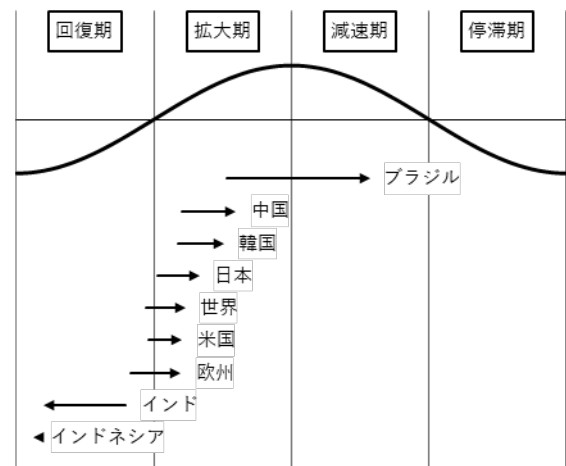 回復期 拡大期 減速期 停滞期
ブラジル
中国
韓国
日本
世界
米国
欧州
インド
インドネシア